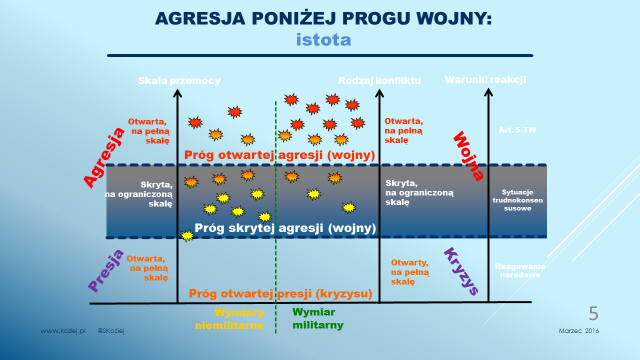 AGRESJA PONIŻEJ PROGU WOJNY:
istota
Skala przemocy
Rodzaj konfliktu
Warunki reakcji
Agresja
Otwarta,
na pełną
skalę
Otwarta,
na pełną
skalę
Wojna
Art. 5 TW
Próg otwartej agresji (wojny)
Skryta,
na ograniczoną
skalę
Skryta,
na ograniczoną
skalę
Sytuacje
trudnokonsen
susowe
Próg skrytej agresji (wojny)
Presja
Otwarta,
na pełną
skalę
Otwarty,
na pełną
skalę
Kryzys
Reagowanie
narodowe
Próg otwartej presji (kryzysu)
Wymiary
niemilitarne
Wymiar
militarny
5
www.koziej.pl @SKoziej
Marzec 2016